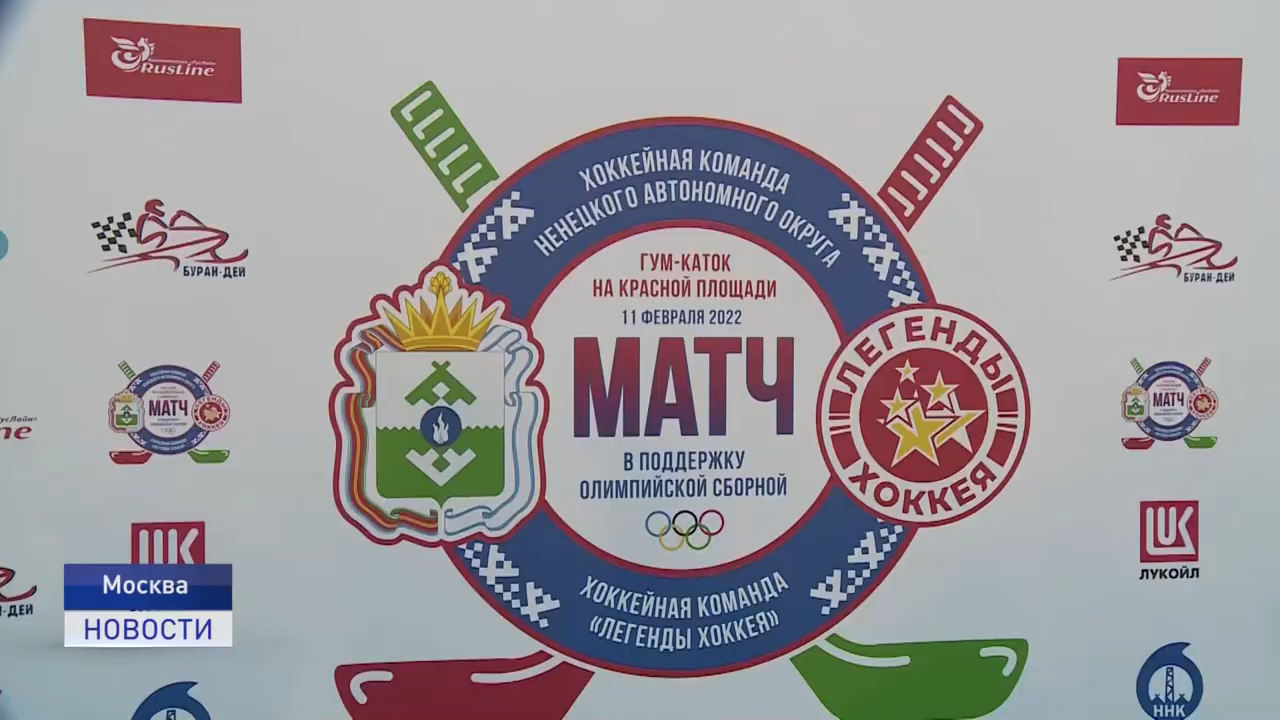 RusLine
RusLine
ХОККЕЙНАЯ КОМАНДА
НЕНЕЦКОГО АВТОНОМНОГО ОКРУГА
ГУМ-КАТОК
НА КРАСНОЙ ПЛОЩАДИ
11 ФЕВРАЛЯ 2022
МАТЧ
В ПОДДЕРЖКУ
ОЛИМПИЙСКОЙ СБОРНОЙ
ХОККЕЙНАЯ КОМАНДА
«ЛЕГЕНДЫ ХОККЕЯ»
ЛЕГЕНДЫ
ХОККЕЯ
БУРАН-ДЕЙ
БУРАН-ДЕЙ
МАТЧ
МАТЧ
LUK
ЛУКОЙЛ
ННК
Москва
НОВОСТИ